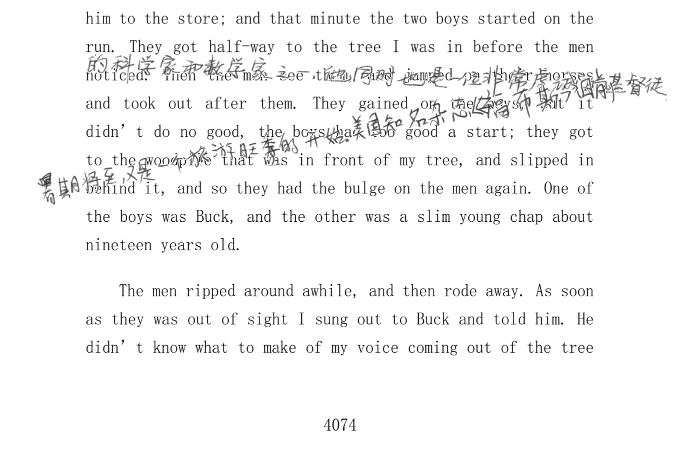 him to the store; and that minute the two boys started on the
run. They got half-way to the tree I was in before the men
的科学家和数学家之一,他同时也是一位非常虔诚的基督徒
noticed. Then the men see them, and jumped on their horses
and took out after them. They gained on the boys, but it
didn't do no good, the boys had too good a start; they got
暑期将至,又是一个旅游旺季的开始,美国知名杂志
to the woodpile that was in front of my tree, and slipped in
behind it, and so they had the bulge on the men again. One of
the boys was Buck, and the other was a slim young chap about
nineteen years old.
The men ripped around awhile, and then rode away. As soon
as they was out of sight I sung out to Buck and told him. He
didn't know what to make of my voice coming out of the tree
4074